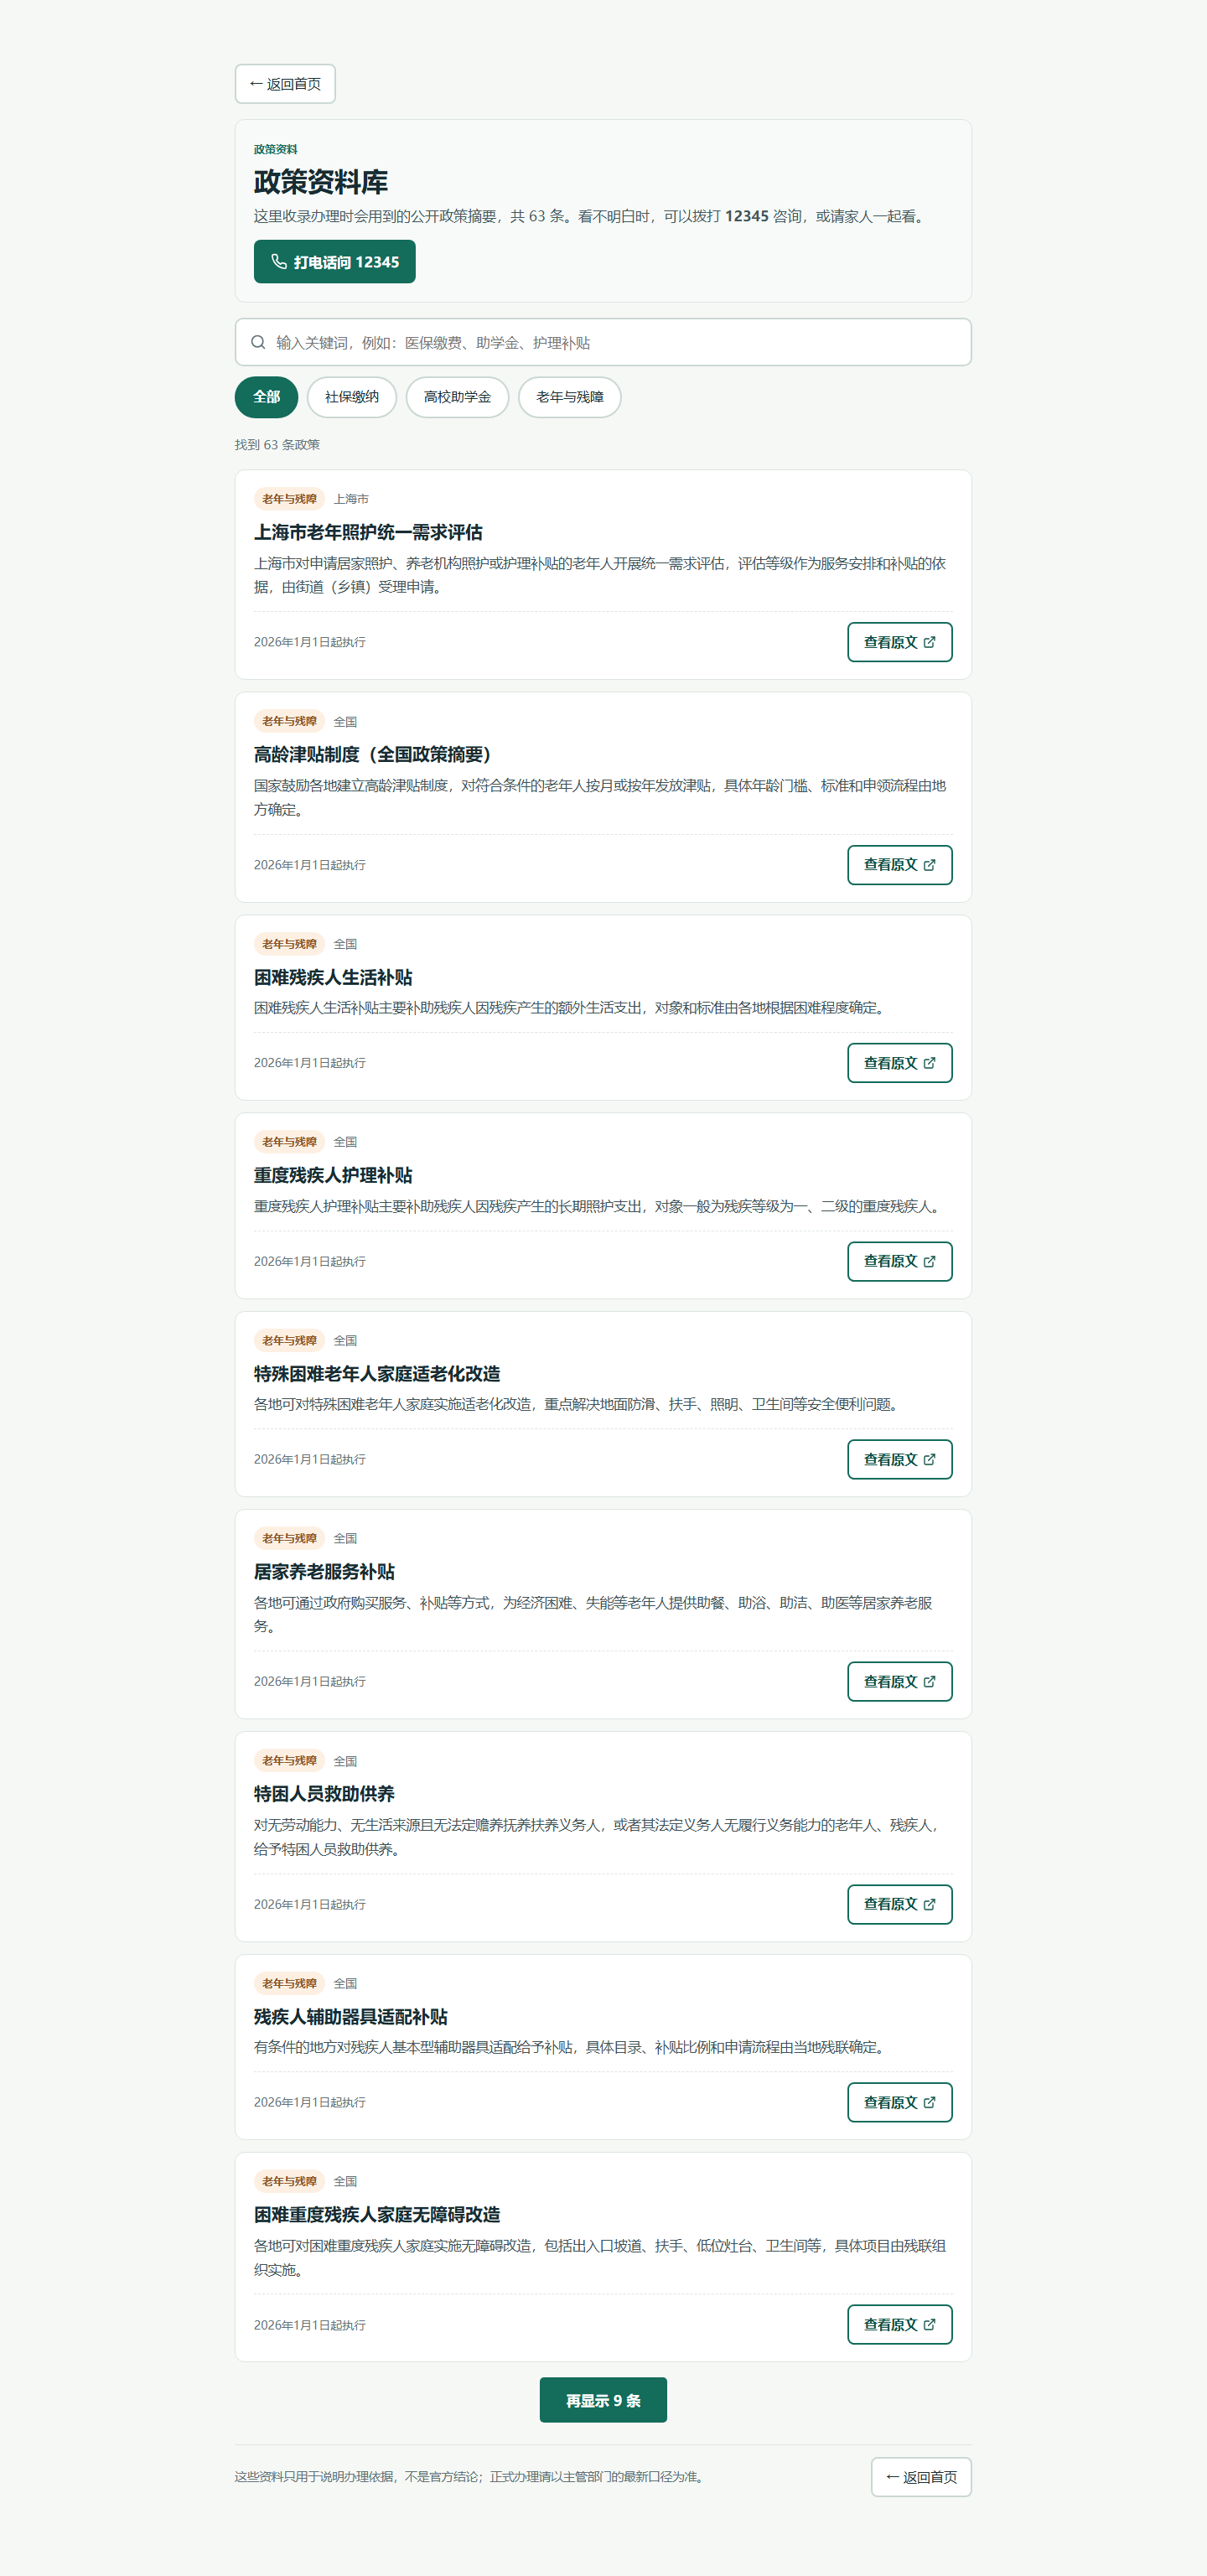 ← 返回首页
政策资料
政策资料库
这里收录办理时会用到的公开政策摘要，共 63 条。看不明白时，可以拨打 12345 咨询，或请家人一起看。
打电话问 12345
输入关键词，例如：医保缴费、助学金、护理补贴
全部 社保缴纳 高校助学金 老年与残障
找到 63 条政策
老年与残障 上海市
上海市老年照护统一需求评估
上海市对申请居家照护、养老机构照护或护理补贴的老年人开展统一需求评估，评估等级作为服务安排和补贴的依
据，由街道（乡镇）受理申请。
2026年1月1日起执行 查看原文
老年与残障 全国
高龄津贴制度（全国政策摘要）
国家鼓励各地建立高龄津贴制度，对符合条件的老年人按月或按年发放津贴，具体年龄门槛、标准和申领流程由地
方确定。
2026年1月1日起执行 查看原文
老年与残障 全国
困难残疾人生活补贴
困难残疾人生活补贴主要补助残疾人因残疾产生的额外生活支出，对象和标准由各地根据困难程度确定。
2026年1月1日起执行 查看原文
老年与残障 全国
重度残疾人护理补贴
重度残疾人护理补贴主要补助残疾人因残疾产生的长期照护支出，对象一般为残疾等级为一、二级的重度残疾人。
2026年1月1日起执行 查看原文
老年与残障 全国
特殊困难老年人家庭适老化改造
各地可对特殊困难老年人家庭实施适老化改造，重点解决地面防滑、扶手、照明、卫生间等安全便利问题。
2026年1月1日起执行 查看原文
老年与残障 全国
居家养老服务补贴
各地可通过政府购买服务、补贴等方式，为经济困难、失能等老年人提供助餐、助浴、助洁、助医等居家养老服
务。
2026年1月1日起执行 查看原文
老年与残障 全国
特困人员救助供养
对无劳动能力、无生活来源且无法定赡养抚养扶养义务人，或者其法定义务人无履行义务能力的老年人、残疾人，
给予特困人员救助供养。
2026年1月1日起执行 查看原文
老年与残障 全国
残疾人辅助器具适配补贴
有条件的地方对残疾人基本型辅助器具适配给予补贴，具体目录、补贴比例和申请流程由当地残联确定。
2026年1月1日起执行 查看原文
老年与残障 全国
困难重度残疾人家庭无障碍改造
各地可对困难重度残疾人家庭实施无障碍改造，包括出入口坡道、扶手、低位灶台、卫生间等，具体项目由残联组
织实施。
2026年1月1日起执行 查看原文
再显示 9 条
这些资料只用于说明办理依据，不是官方结论；正式办理请以主管部门的最新口径为准。 ← 返回首页